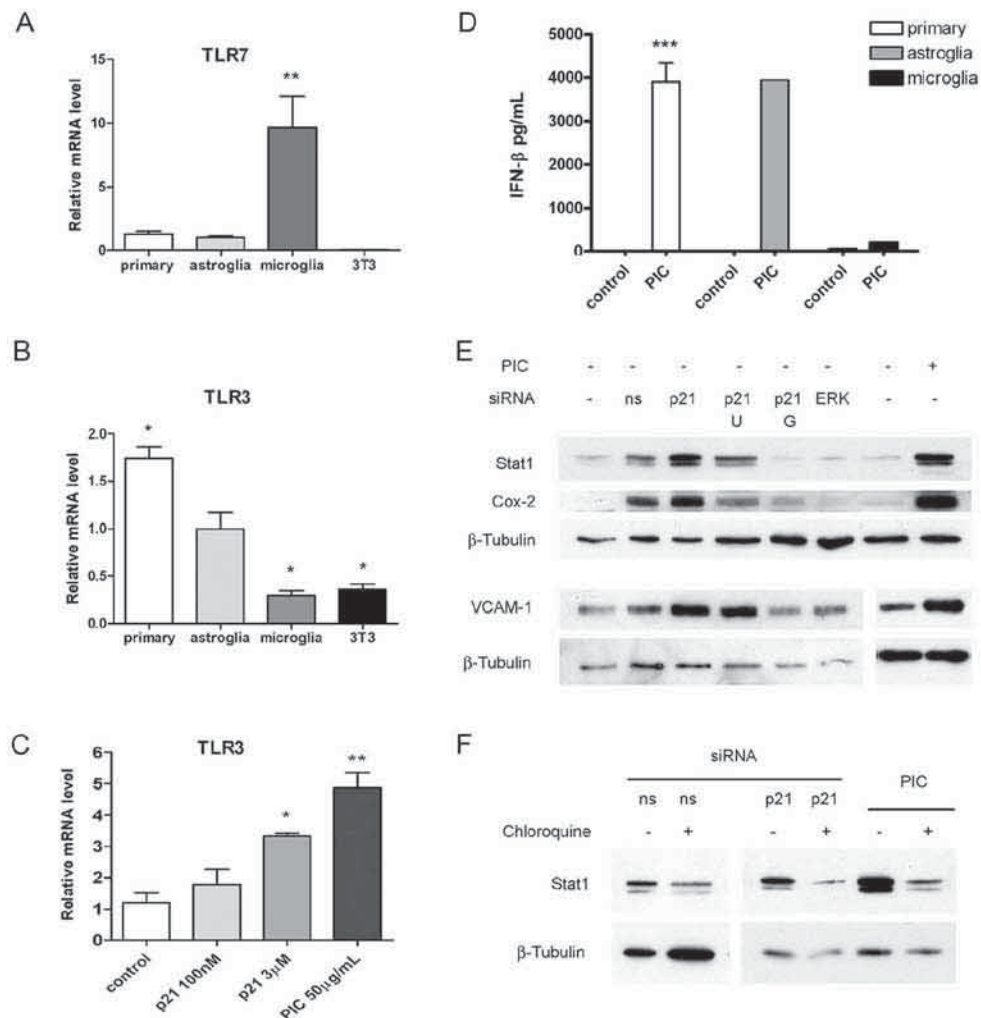 A
TLR7
Relative mRNA level
15
10
5
0
**
primary
astroglia
microglia
3T3
B
TLR3
Relative mRNA level
2.0
1.5
1.0
0.5
0.0
*
*
*
primary
astroglia
microglia
3T3
C
TLR3
Relative mRNA level
6
5
4
3
2
1
0
*
**
control
p21 100nM
p21 3μM
PIC 50μg/mL
D
IFN-β pg/mL
5000
4000
3000
2000
1000
0
***
primary
astroglia
microglia
control
PIC
control
PIC
control
PIC
E
PIC - - - - - - - +
siRNA - ns p21 p21 p21 ERK - -
U G
Stat1
Cox-2
β-Tubulin
VCAM-1
β-Tubulin
F
siRNA
PIC
ns ns p21 p21
Chloroquine - + - + - +
Stat1
β-Tubulin